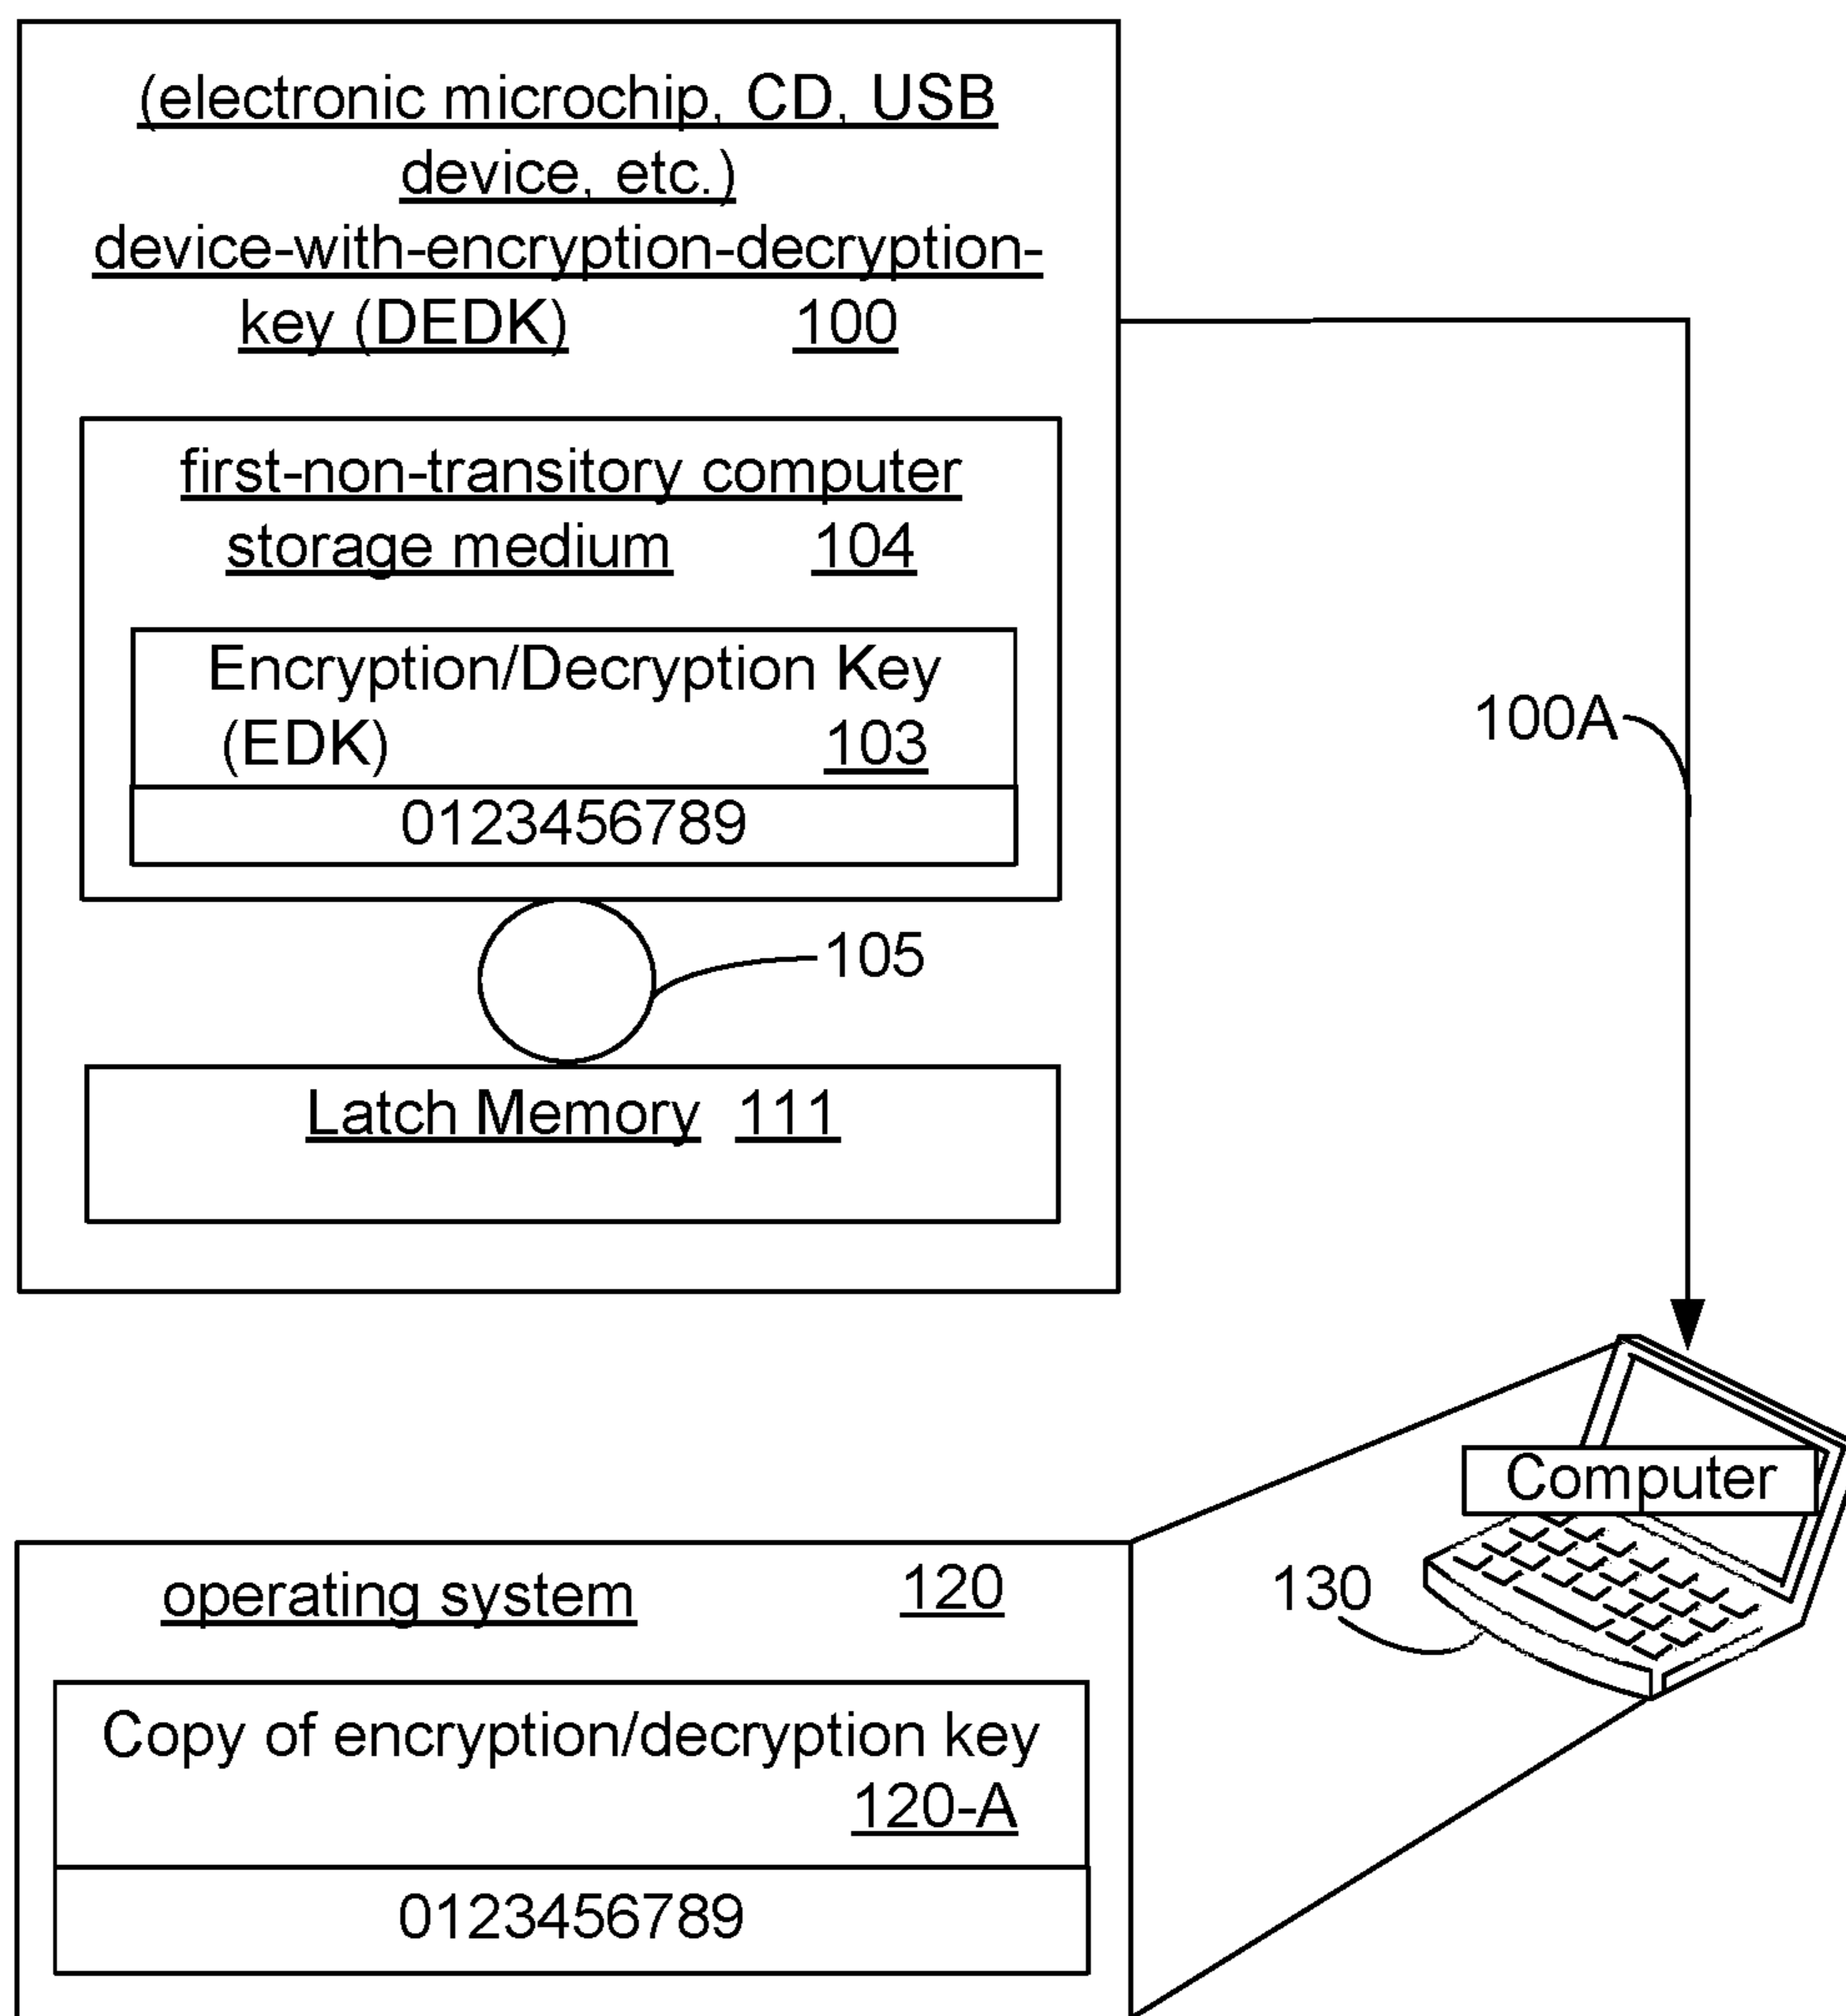 (electronic microchip, CD, USB
device, etc.)
device-with-encryption-decryption-
key (DEDK) 100
first-non-transitory computer
storage medium 104
Encryption/Decryption Key
(EDK) 103
0123456789
100A
105
Latch Memory 111
Computer
operating system 120
130
Copy of encryption/decryption key
120-A
0123456789